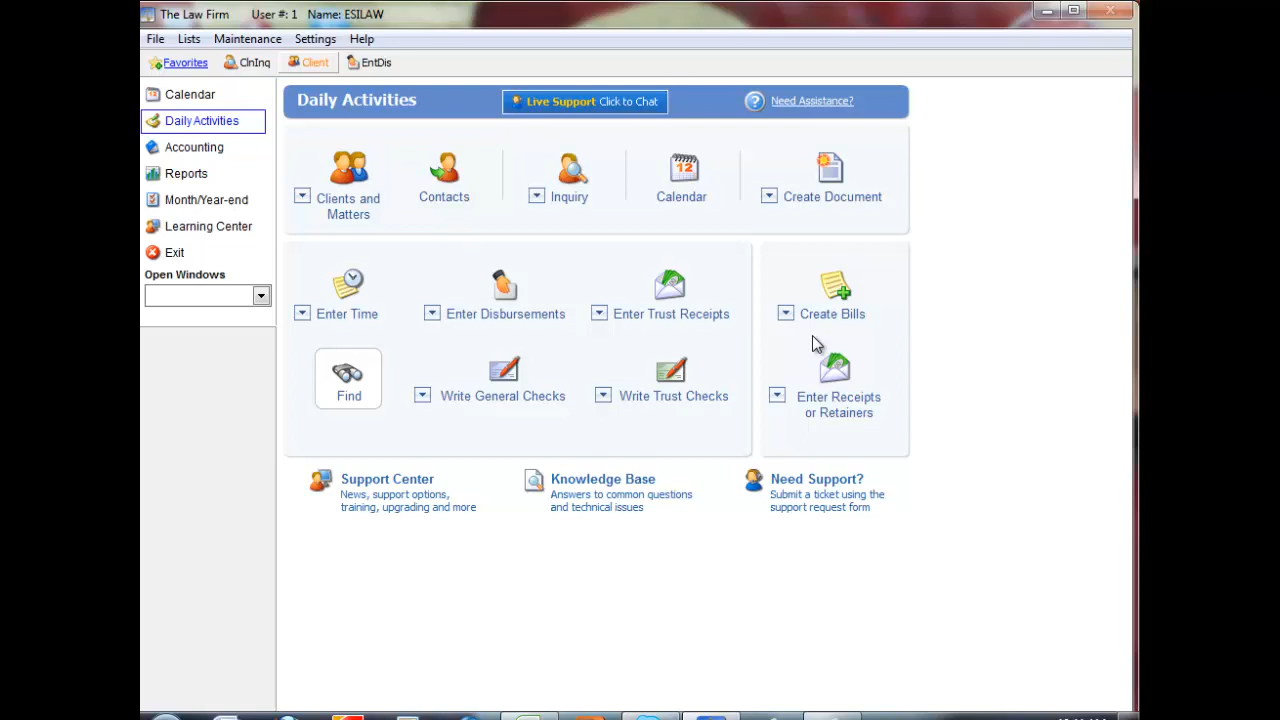 The Law Firm User #: 1 Name: ESILAW
File Lists Maintenance Settings Help
Favorites ClnInq Client EntDis
Calendar
Daily Activities
Accounting
Reports
Month/Year-end
Learning Center
Exit
Open Windows
Daily Activities
Live Support Click to Chat
Need Assistance?
Clients and
Matters
Contacts
Inquiry
12
Calendar
Create Document
Enter Time
Enter Disbursements
Enter Trust Receipts
Create Bills
Find
Write General Checks
Write Trust Checks
Enter Receipts
or Retainers
Support Center
News, support options,
training, upgrading and more
Knowledge Base
Answers to common questions
and technical issues
Need Support?
Submit a ticket using the
support request form